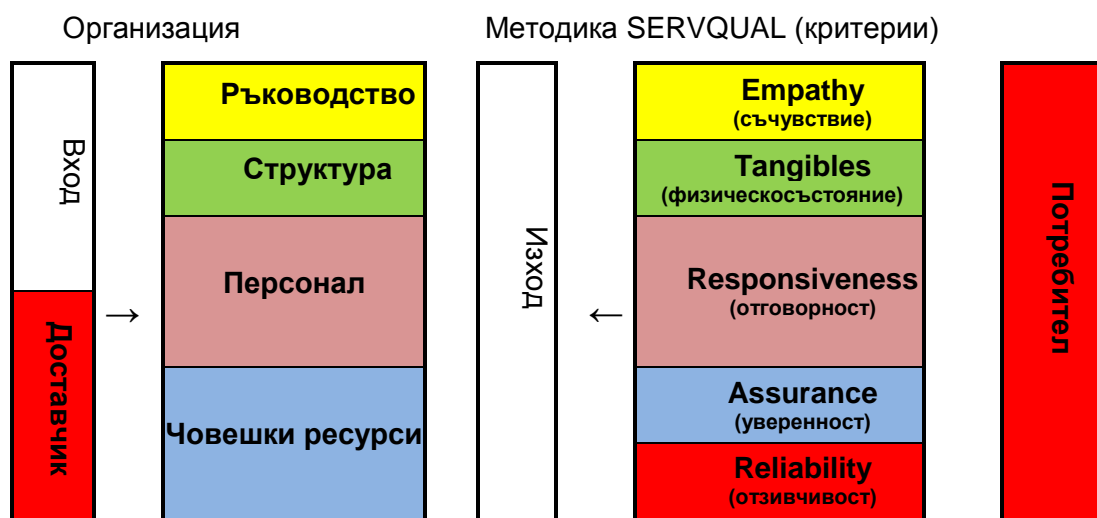 Организация
Методика SERVQUAL (критерии)
Вход
Доставчик
→
Ръководство
Структура
Персонал
Човешки ресурси
Изход
←
Empathy
(съчувствие)
Tangibles
(физическосъстояние)
Responsiveness
(отговорност)
Assurance
(уверенност)
Reliability
(отзивчивост)
Потребител